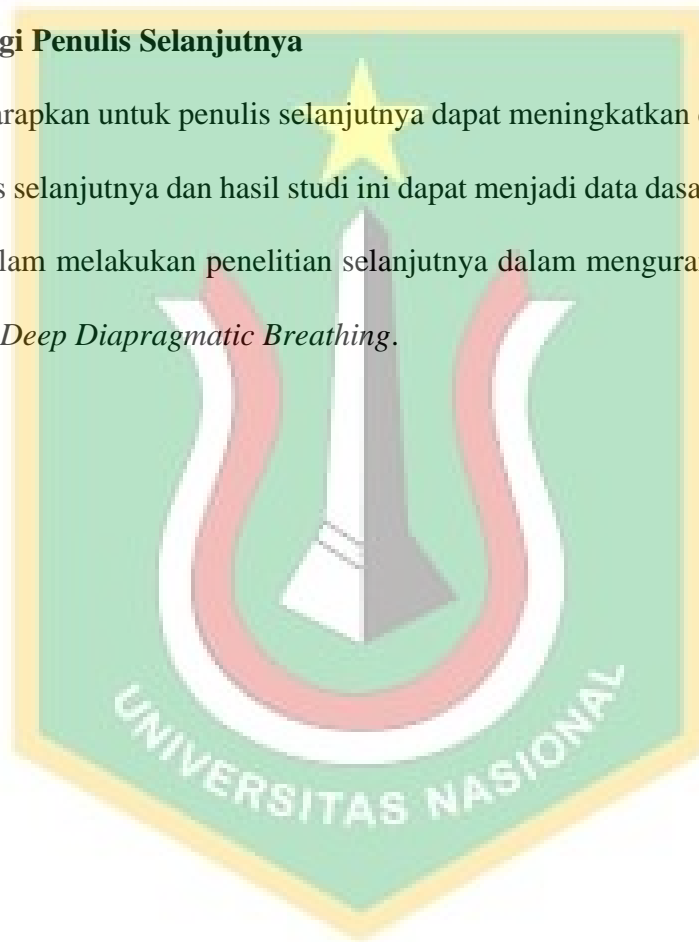 gi Penulis Selanjutnya
arapkan untuk penulis selanjutnya dapat meningkatkan
s selanjutnya dan hasil studi ini dapat menjadi data dasa
lam melakukan penelitian selanjutnya dalam mengura
Deep Diapragmatic Breathing.
UNIVERSITAS NASIONAL